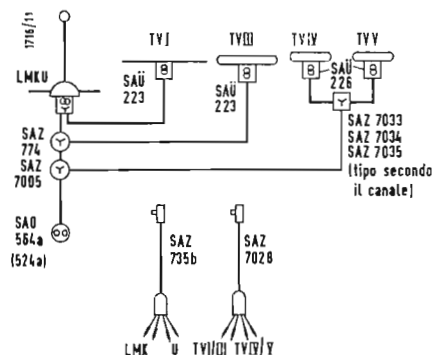 1716/11
LMKU
TV I
TV III
TV IV
TV V
SAÜ
223
SAÜ
223
SAÜ
226
SAZ
774
SAZ
7005
SAZ 7033
SAZ 7034
SAZ 7035
(tipo secondo
il canale)
SAD
564a
(524a)
SAZ
735b
SAZ
7028
LMK U
TVI/III TVIV/V